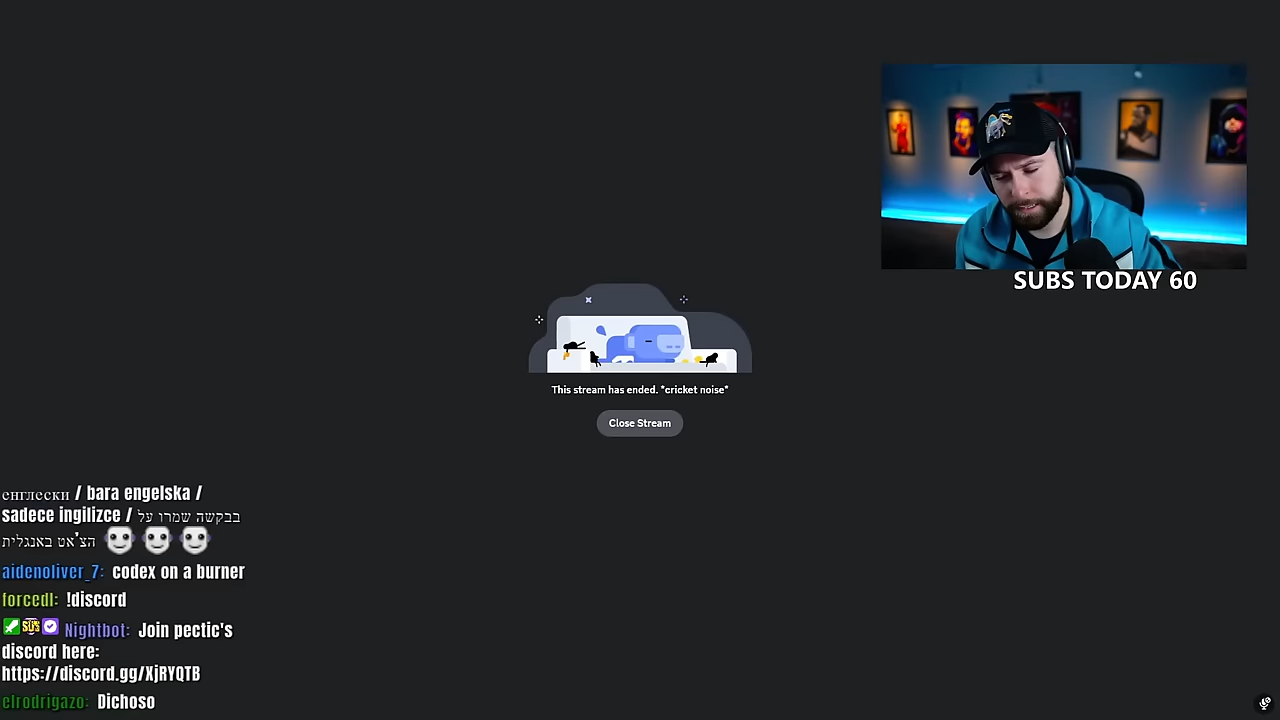 SUBS TODAY 60
This stream has ended. *cricket noise*
Close Stream
енглески / bara engelska /
sadece ingilizce / בבקשה שמרו על
הצ'אט באנגלית
aidenoliver_7: codex on a burner
forcedl: !discord
Nightbot: Join pectic's
discord here:
https://discord.gg/XjRYQTB
elrodrigazo: Dichoso